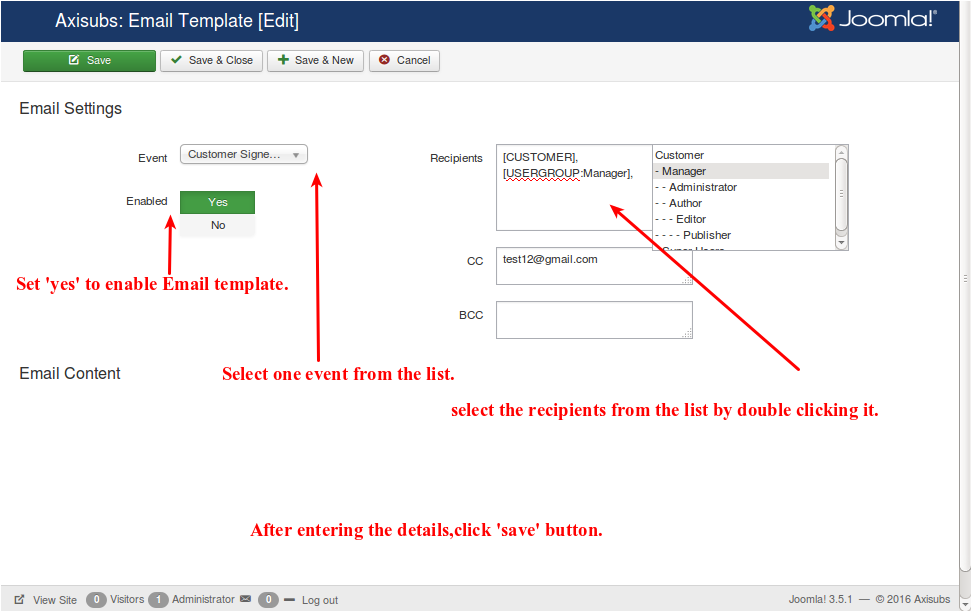 Axisubs: Email Template [Edit]
Joomla!®
Save
Save & Close
Save & New
Cancel
Email Settings
Event
Customer Signe...
Enabled
Yes
No
Recipients
[CUSTOMER],
[USERGROUP:Manager],
Customer
- Manager
- - Administrator
- - Author
- - - Editor
- - - - Publisher
- Super Users
CC
test12@gmail.com
BCC
Set 'yes' to enable Email template.
Select one event from the list.
Email Content
select the recipients from the list by double clicking it.
After entering the details,click 'save' button.
View Site 0 Visitors 1 Administrator 0 Log out
Joomla! 3.5.1 — © 2016 Axisubs